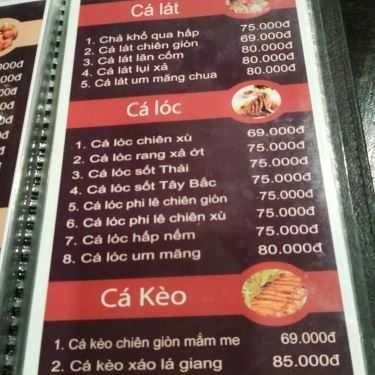 Cá lát
1. Chả khổ qua hấp 75.000đ
2. Cá lát chiên giòn 69.000đ
3. Cá lát lăn cốm 80.000đ
4. Cá lát lụi xả 80.000đ
5. Cá lát um măng chua 80.000đ
Cá lóc
1. Cá lóc chiên xù 69.000đ
2. Cá lóc rang xả ớt 75.000đ
3. Cá lóc sốt Thái 75.000đ
4. Cá lóc sốt Tây Bắc 75.000đ
5. Cá lóc phi lê chiên giòn 75.000đ
6. Cá lóc phi lê chiên xù 75.000đ
7. Cá lóc hấp nấm 75.000đ
8. Cá lóc um măng 80.000đ
Cá Kèo
1. Cá kèo chiên giòn mắm me 69.000đ
2. Cá kèo xáo lá giang 85.000đ